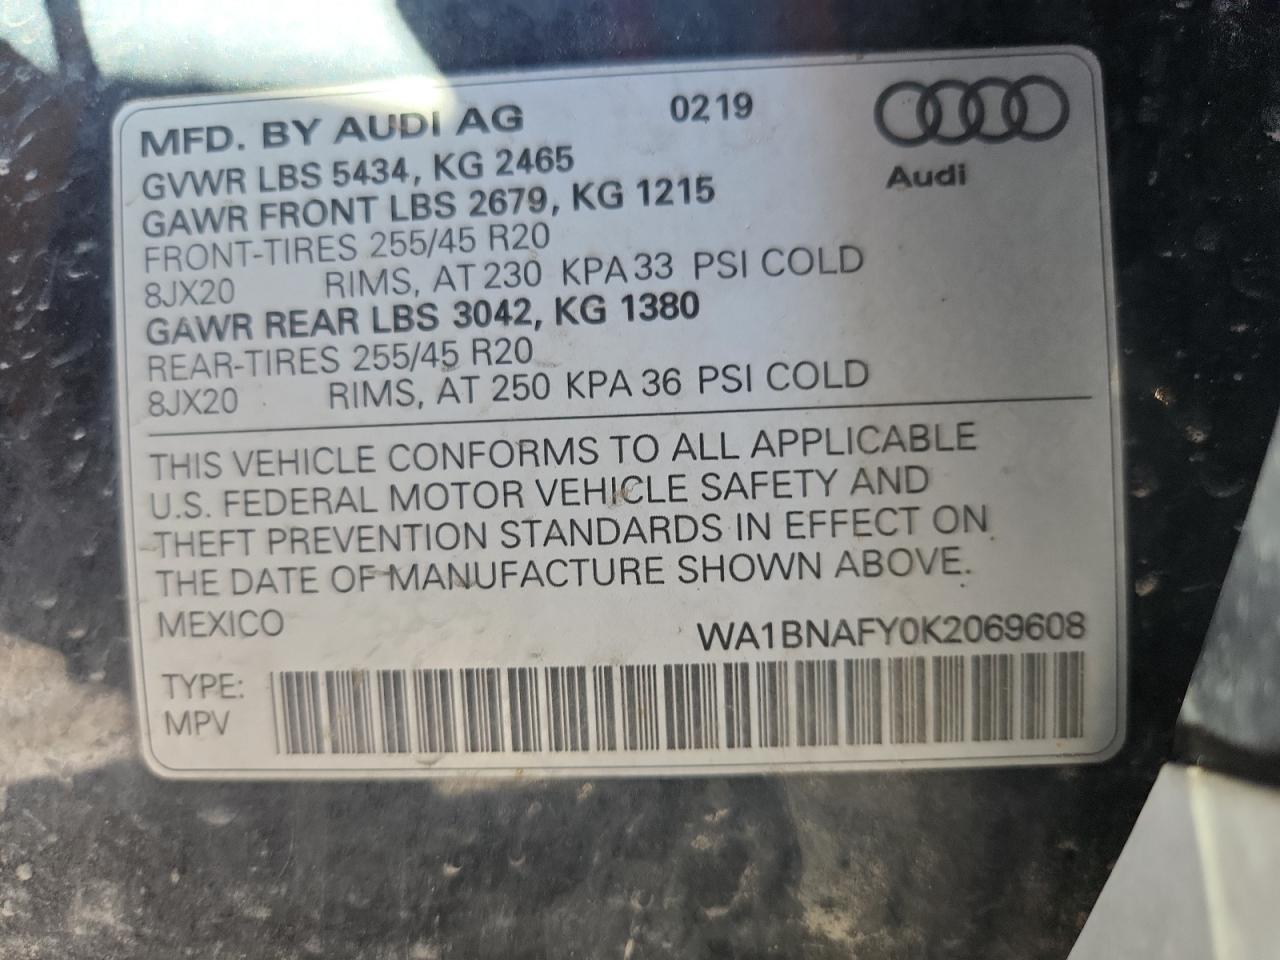 MFD. BY AUDI AG 0219
GVWR LBS 5434, KG 2465
Audi
GAWR FRONT LBS 2679, KG 1215
FRONT-TIRES 255/45 R20
8JX20 RIMS, AT 230 KPA 33 PSI COLD
GAWR REAR LBS 3042, KG 1380
REAR-TIRES 255/45 R20
8JX20 RIMS, AT 250 KPA 36 PSI COLD
THIS VEHICLE CONFORMS TO ALL APPLICABLE
U.S. FEDERAL MOTOR VEHICLE SAFETY AND
THEFT PREVENTION STANDARDS IN EFFECT ON
THE DATE OF MANUFACTURE SHOWN ABOVE.
MEXICO WA1BNAFY0K2069608
TYPE:
MPV